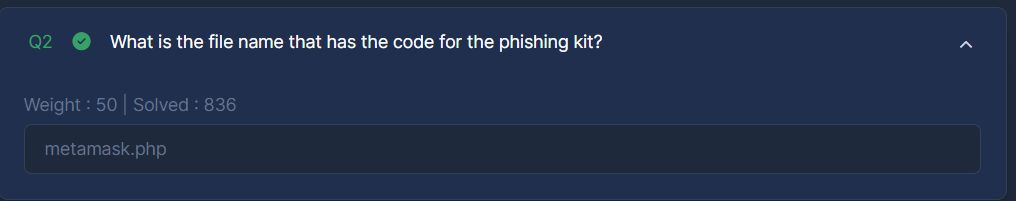 Q2 What is the file name that has the code for the phishing kit?
Weight : 50 | Solved : 836
metamask.php